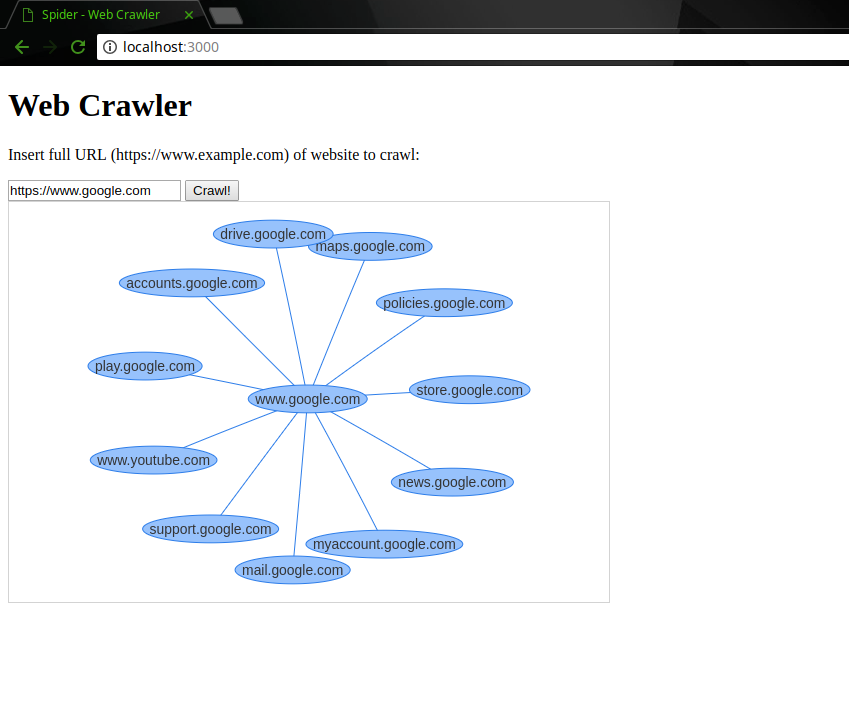 Spider - Web Crawler
localhost:3000
Web Crawler
Insert full URL (https://www.example.com) of website to crawl:
https://www.google.com Crawl!
drive.google.com
maps.google.com
accounts.google.com
policies.google.com
play.google.com
store.google.com
www.google.com
www.youtube.com
news.google.com
support.google.com
myaccount.google.com
mail.google.com